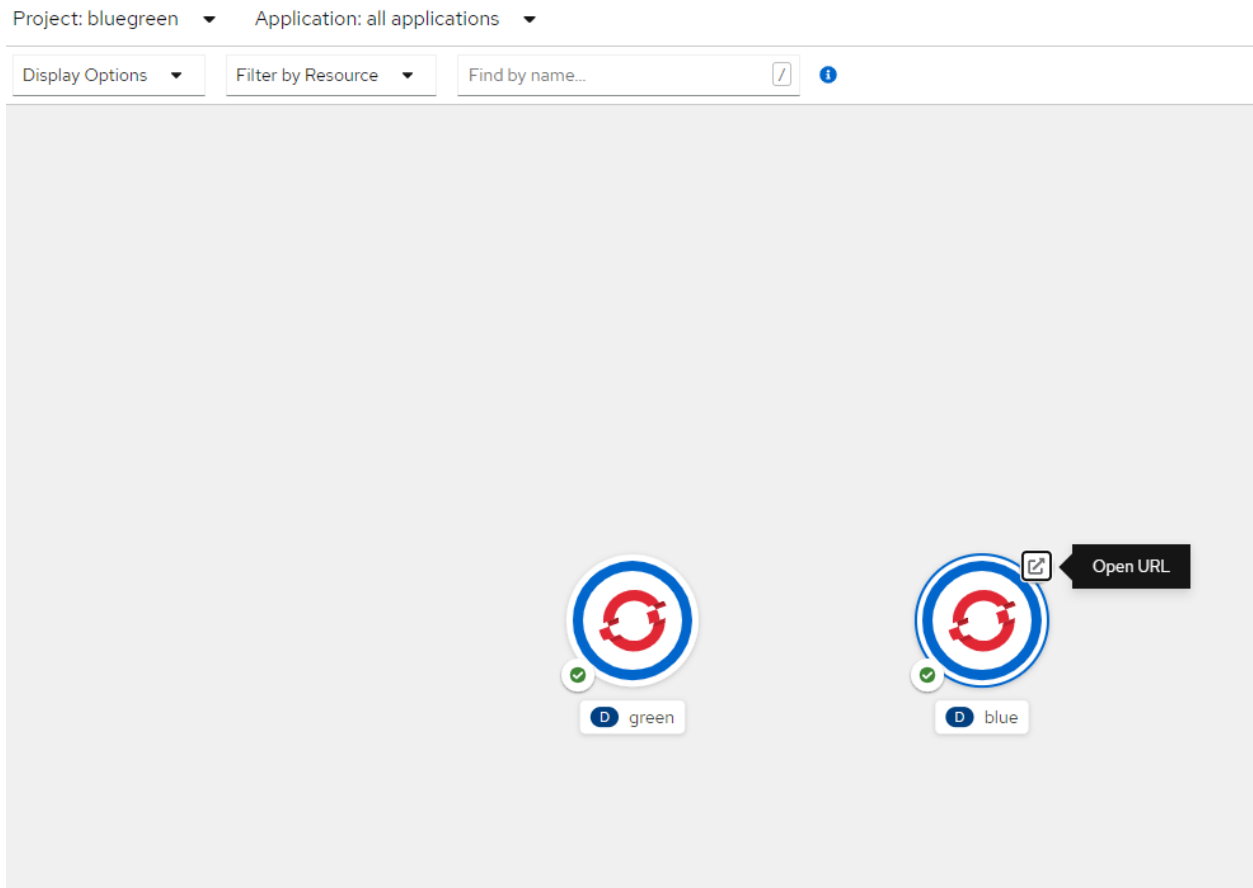 Project: bluegreen Application: all applications
Display Options Filter by Resource Find by name... /
Open URL
D green D blue